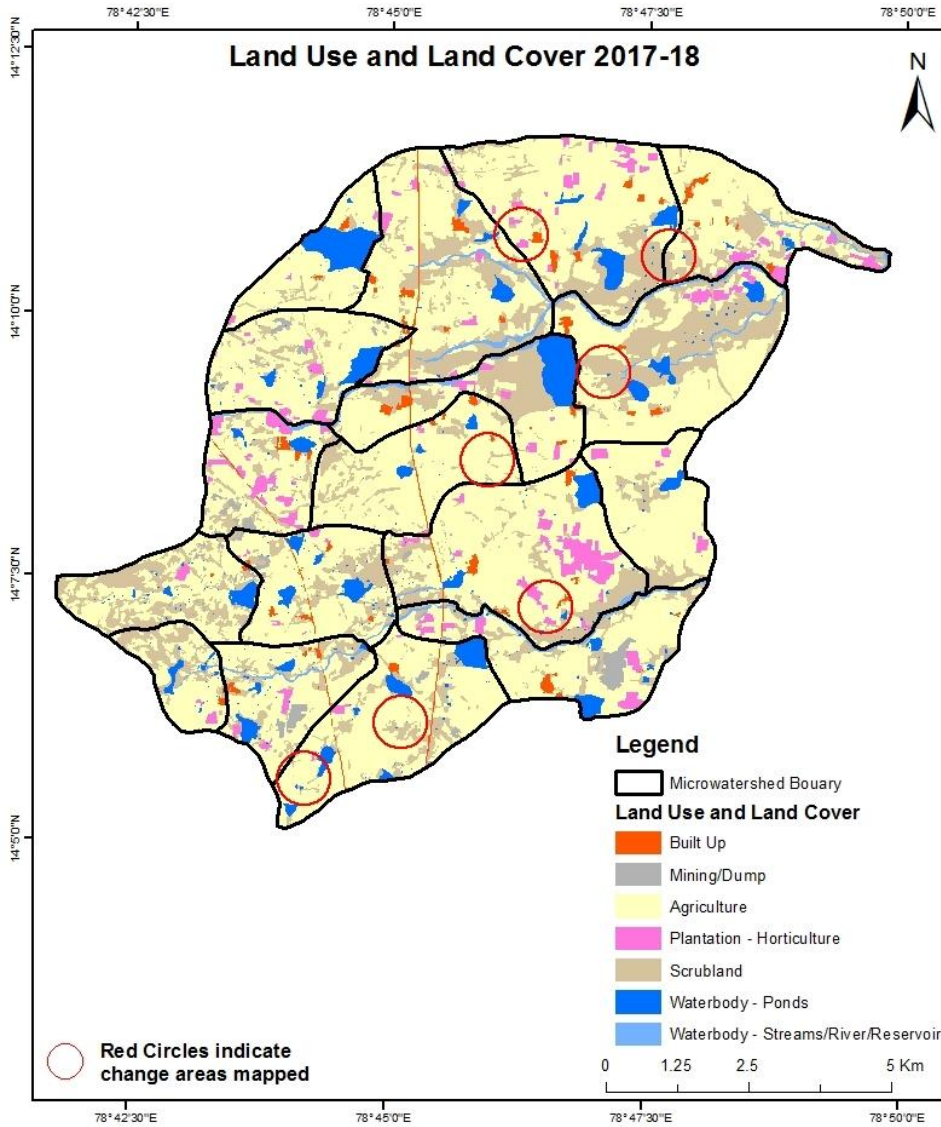 78°42'30"E 78°45'0"E 78°47'30"E 78°50'0"E
14°12'30"N
Land Use and Land Cover 2017-18
N
14°10'0"N
14°7'30"N
14°5'0"N
Legend
Microwatershed Bouary
Land Use and Land Cover
Built Up
Mining/Dump
Agriculture
Plantation - Horticulture
Scrubland
Waterbody - Ponds
Waterbody - Streams/River/Reservoir
Red Circles indicate
change areas mapped
0 1.25 2.5 5 Km
78°42'30"E 78°45'0"E 78°47'30"E 78°50'0"E